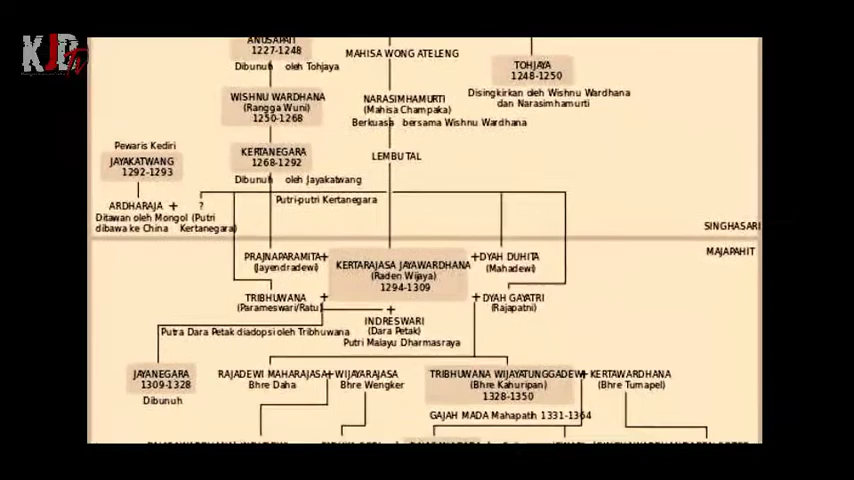 KJB TV
ANUSAPATI
1227-1248
Dibunuh oleh Tohjaya
MAHISA WONG ATELENG
TOHJAYA
1248-1250
Disingkirkan oleh Wishnu Wardhana
dan Narasimhamurti
WISHNU WARDHANA
(Rangga Wuni)
1250-1268
NARASIMHAMURTI
(Mahisa Champaka)
Berkuasa bersama Wishnu Wardhana
Pewaris Kediri
JAYAKATWANG
1292-1293
KERTANEGARA
1268-1292
Dibunuh oleh Jayakatwang
LEMBU TAL
Putri-putri Kertanegara
ARDHARAJA + ?
Ditawan oleh Mongol (Putri
dibawa ke China Kertanegara)
SINGHASARI
MAJAPAHIT
PRAJNAPARAMITA+
(Jayendradewi)
KERTARAJASA JAYAWARDHANA
(Raden Wijaya)
1294-1309
+DYAH DUHITA
(Mahadewi)
TRIBHUWANA +
(Parameswari/Ratu)
+DYAH GAYATRI
(Rajapatni)
+
INDRESWARI
(Dara Petak)
Putri Malayu Dharmasraya
Putra Dara Petak diadopsi oleh Tribhuwana
JAYANEGARA
1309-1328
Dibunuh
RAJADEWI MAHARAJASA+WIJAYARAJASA
Bhre Daha Bhre Wengker
TRIBHUWANA WIJAYATUNGGADEWI+KERTAWARDHANA
(Bhre Kahuripan) (Bhre Tumapel)
1328-1350
GAJAH MADA Mahapatih 1331-1364